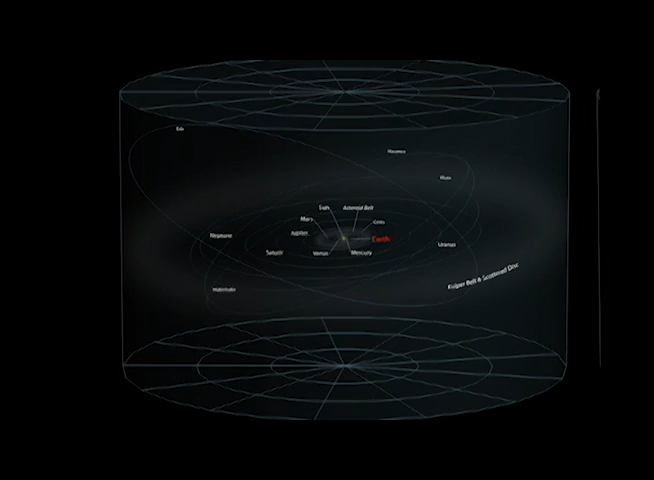 Eris
Haumea
Pluto
Asteroid Belt
Mars
Ceres
Neptune
Jupiter
Earth
Uranus
Saturn
Venus
Mercury
Kuiper Belt & Scattered Disc
Makemake